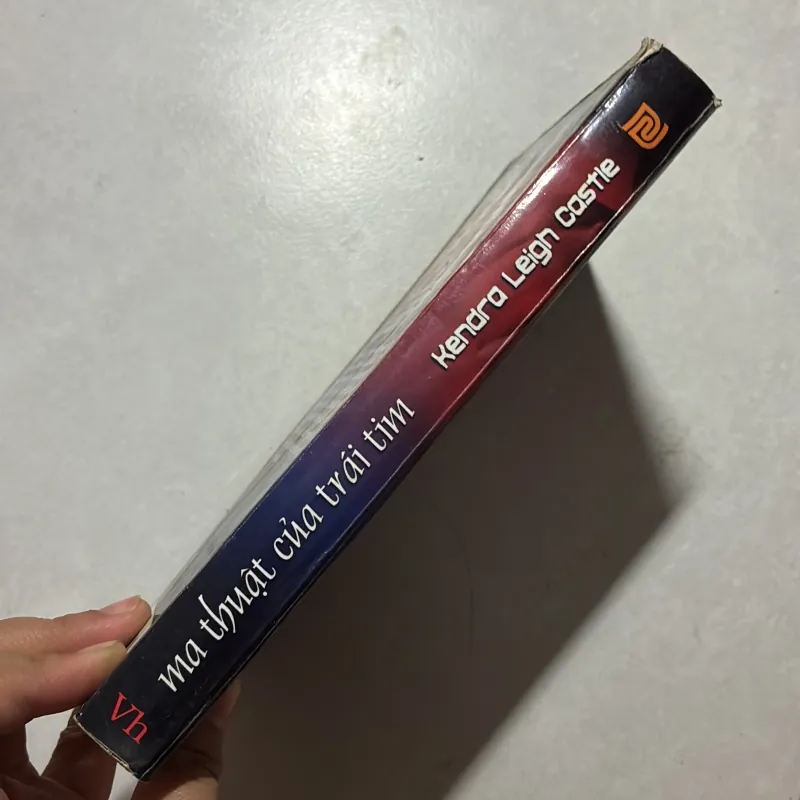 Vh
ma thuật của trái tim
Kendra Leigh Castle